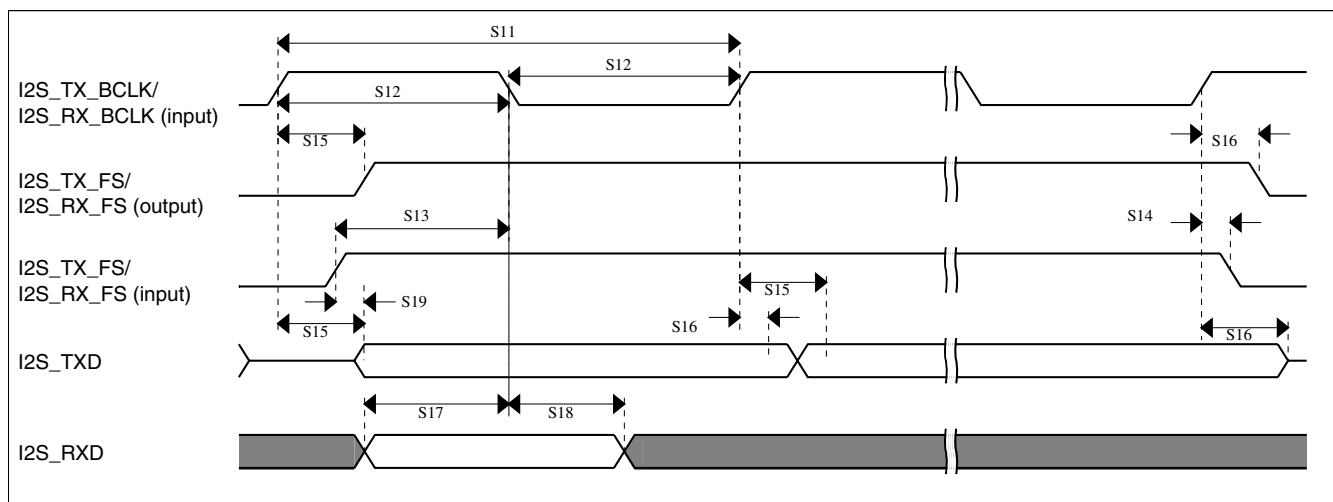 S11
I2S_TX_BCLK/
I2S_RX_BCLK (input)
S12
S12
S15
S16
I2S_TX_FS/
I2S_RX_FS (output)
S13
S14
I2S_TX_FS/
I2S_RX_FS (input)
S19
S15
S15
S16
S16
I2S_TXD
S17
S18
I2S_RXD